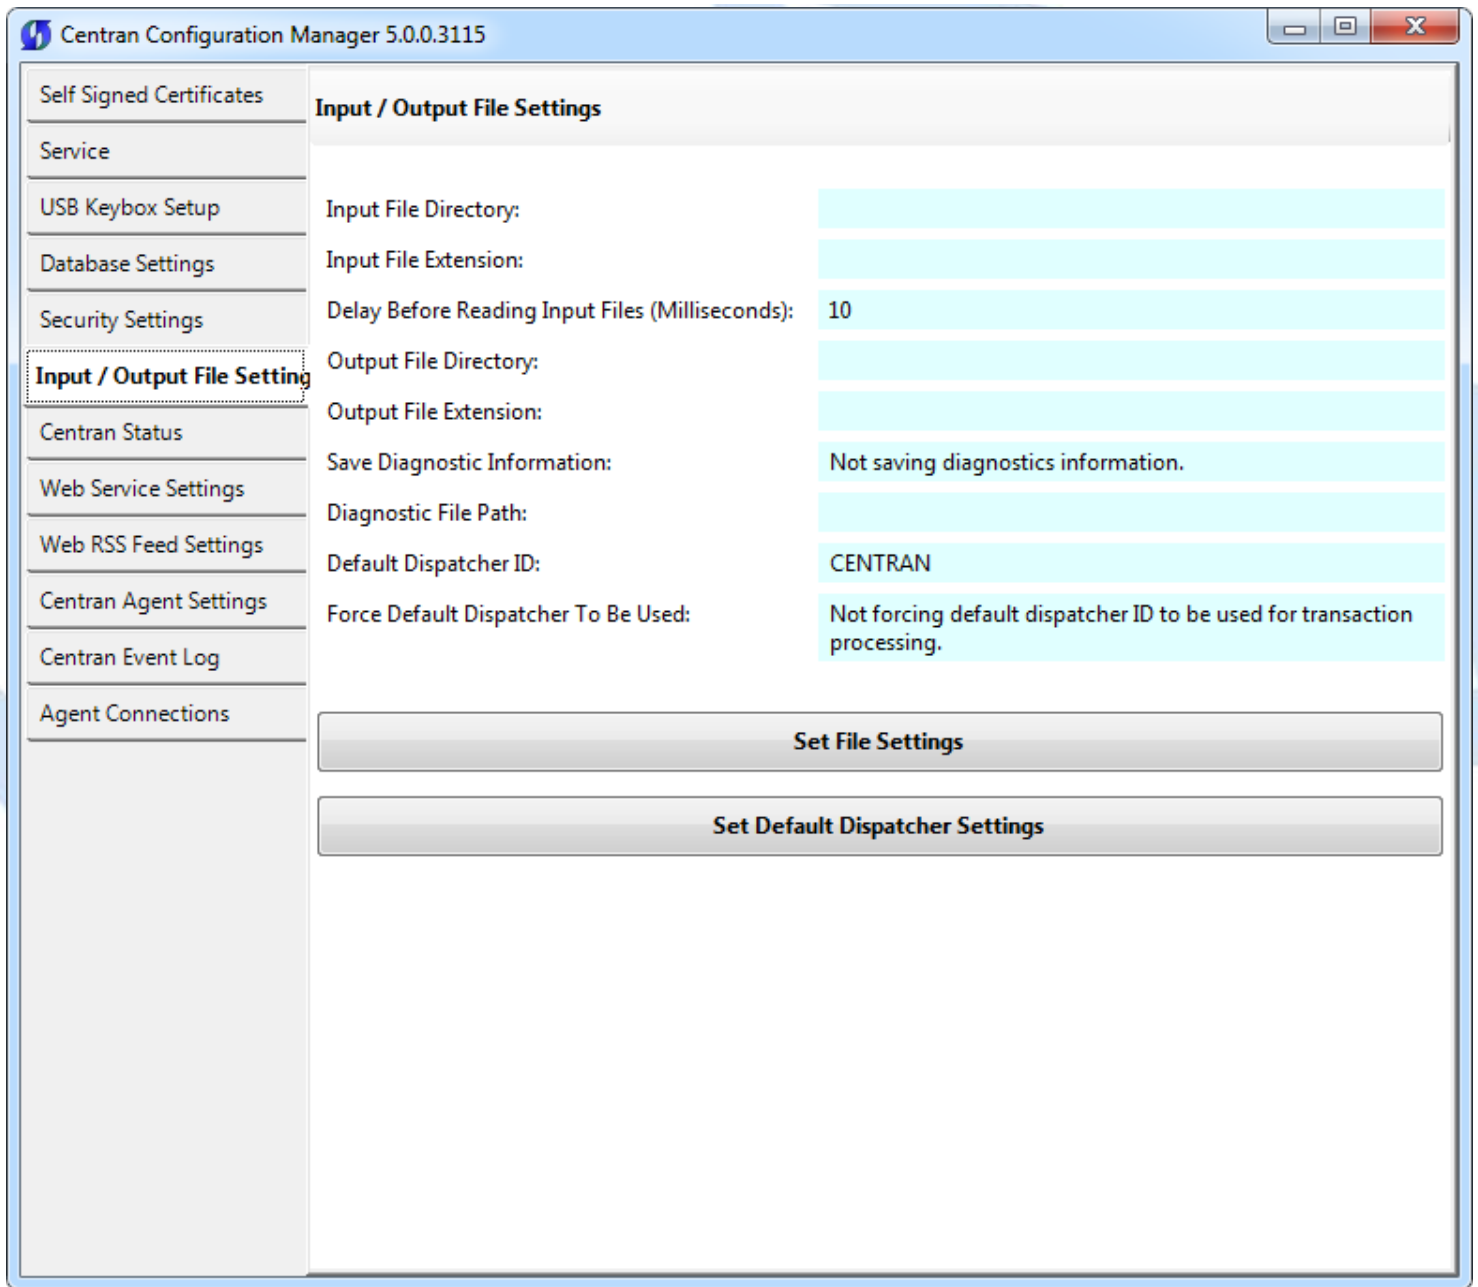 Centran Configuration Manager 5.0.0.3115
Self Signed Certificates
Service
USB Keybox Setup
Database Settings
Security Settings
Input / Output File Setting
Centran Status
Web Service Settings
Web RSS Feed Settings
Centran Agent Settings
Centran Event Log
Agent Connections
Input / Output File Settings
Input File Directory:
Input File Extension:
Delay Before Reading Input Files (Milliseconds): 10
Output File Directory:
Output File Extension:
Save Diagnostic Information: Not saving diagnostics information.
Diagnostic File Path:
Default Dispatcher ID: CENTRAN
Force Default Dispatcher To Be Used: Not forcing default dispatcher ID to be used for transaction
processing.
Set File Settings
Set Default Dispatcher Settings